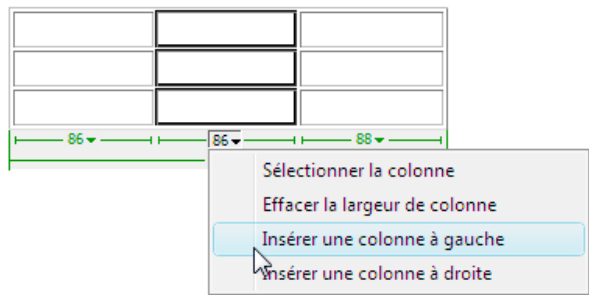 86 86 88
Sélectionner la colonne
Effacer la largeur de colonne
Insérer une colonne à gauche
Insérer une colonne à droite